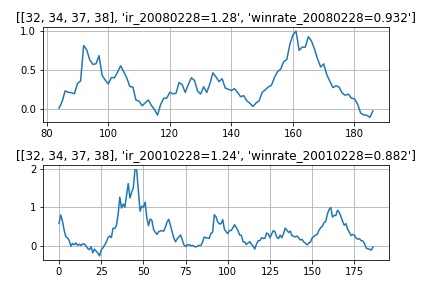 [[32, 34, 37, 38], 'ir_20080228=1.28', 'winrate_20080228=0.932']
1.0
0.5
0.0
80 100 120 140 160 180
[[32, 34, 37, 38], 'ir_20010228=1.24', 'winrate_20010228=0.882']
2
1
0
0 25 50 75 100 125 150 175